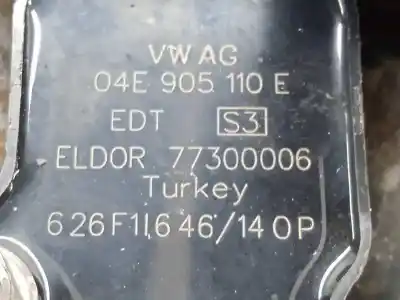 VW AG
04E 905 110 E
EDT S3
ELDOR 77300006
Turkey
626F11646/140P